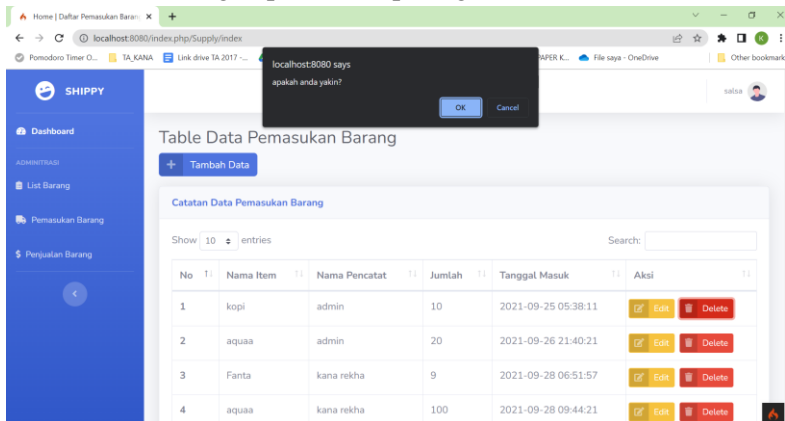 Home | Daftar Pemasukan Baran
localhost:8080/index.php/Supply/index
Pomodoro Timer O... TA_KANA Link drive TA 2017 -... APER K... File saya - OneDrive Other bookmark
localhost:8080 says
apakah anda yakin?
OK Cancel
SHIPPY
salsa
Dashboard
ADMINITRASI
List Barang
Pemasukan Barang
$ Penjualan Barang
Table Data Pemasukan Barang
+ Tambah Data
Catatan Data Pemasukan Barang
Show 10 entries Search:
No Nama Item Nama Pencatat Jumlah Tanggal Masuk Aksi
1 kopi admin 10 2021-09-25 05:38:11 Edit Delete
2 aquaa admin 20 2021-09-26 21:40:21 Edit Delete
3 Fanta kana rekha 9 2021-09-28 06:51:57 Edit Delete
4 aquaa kana rekha 100 2021-09-28 09:44:21 Edit Delete